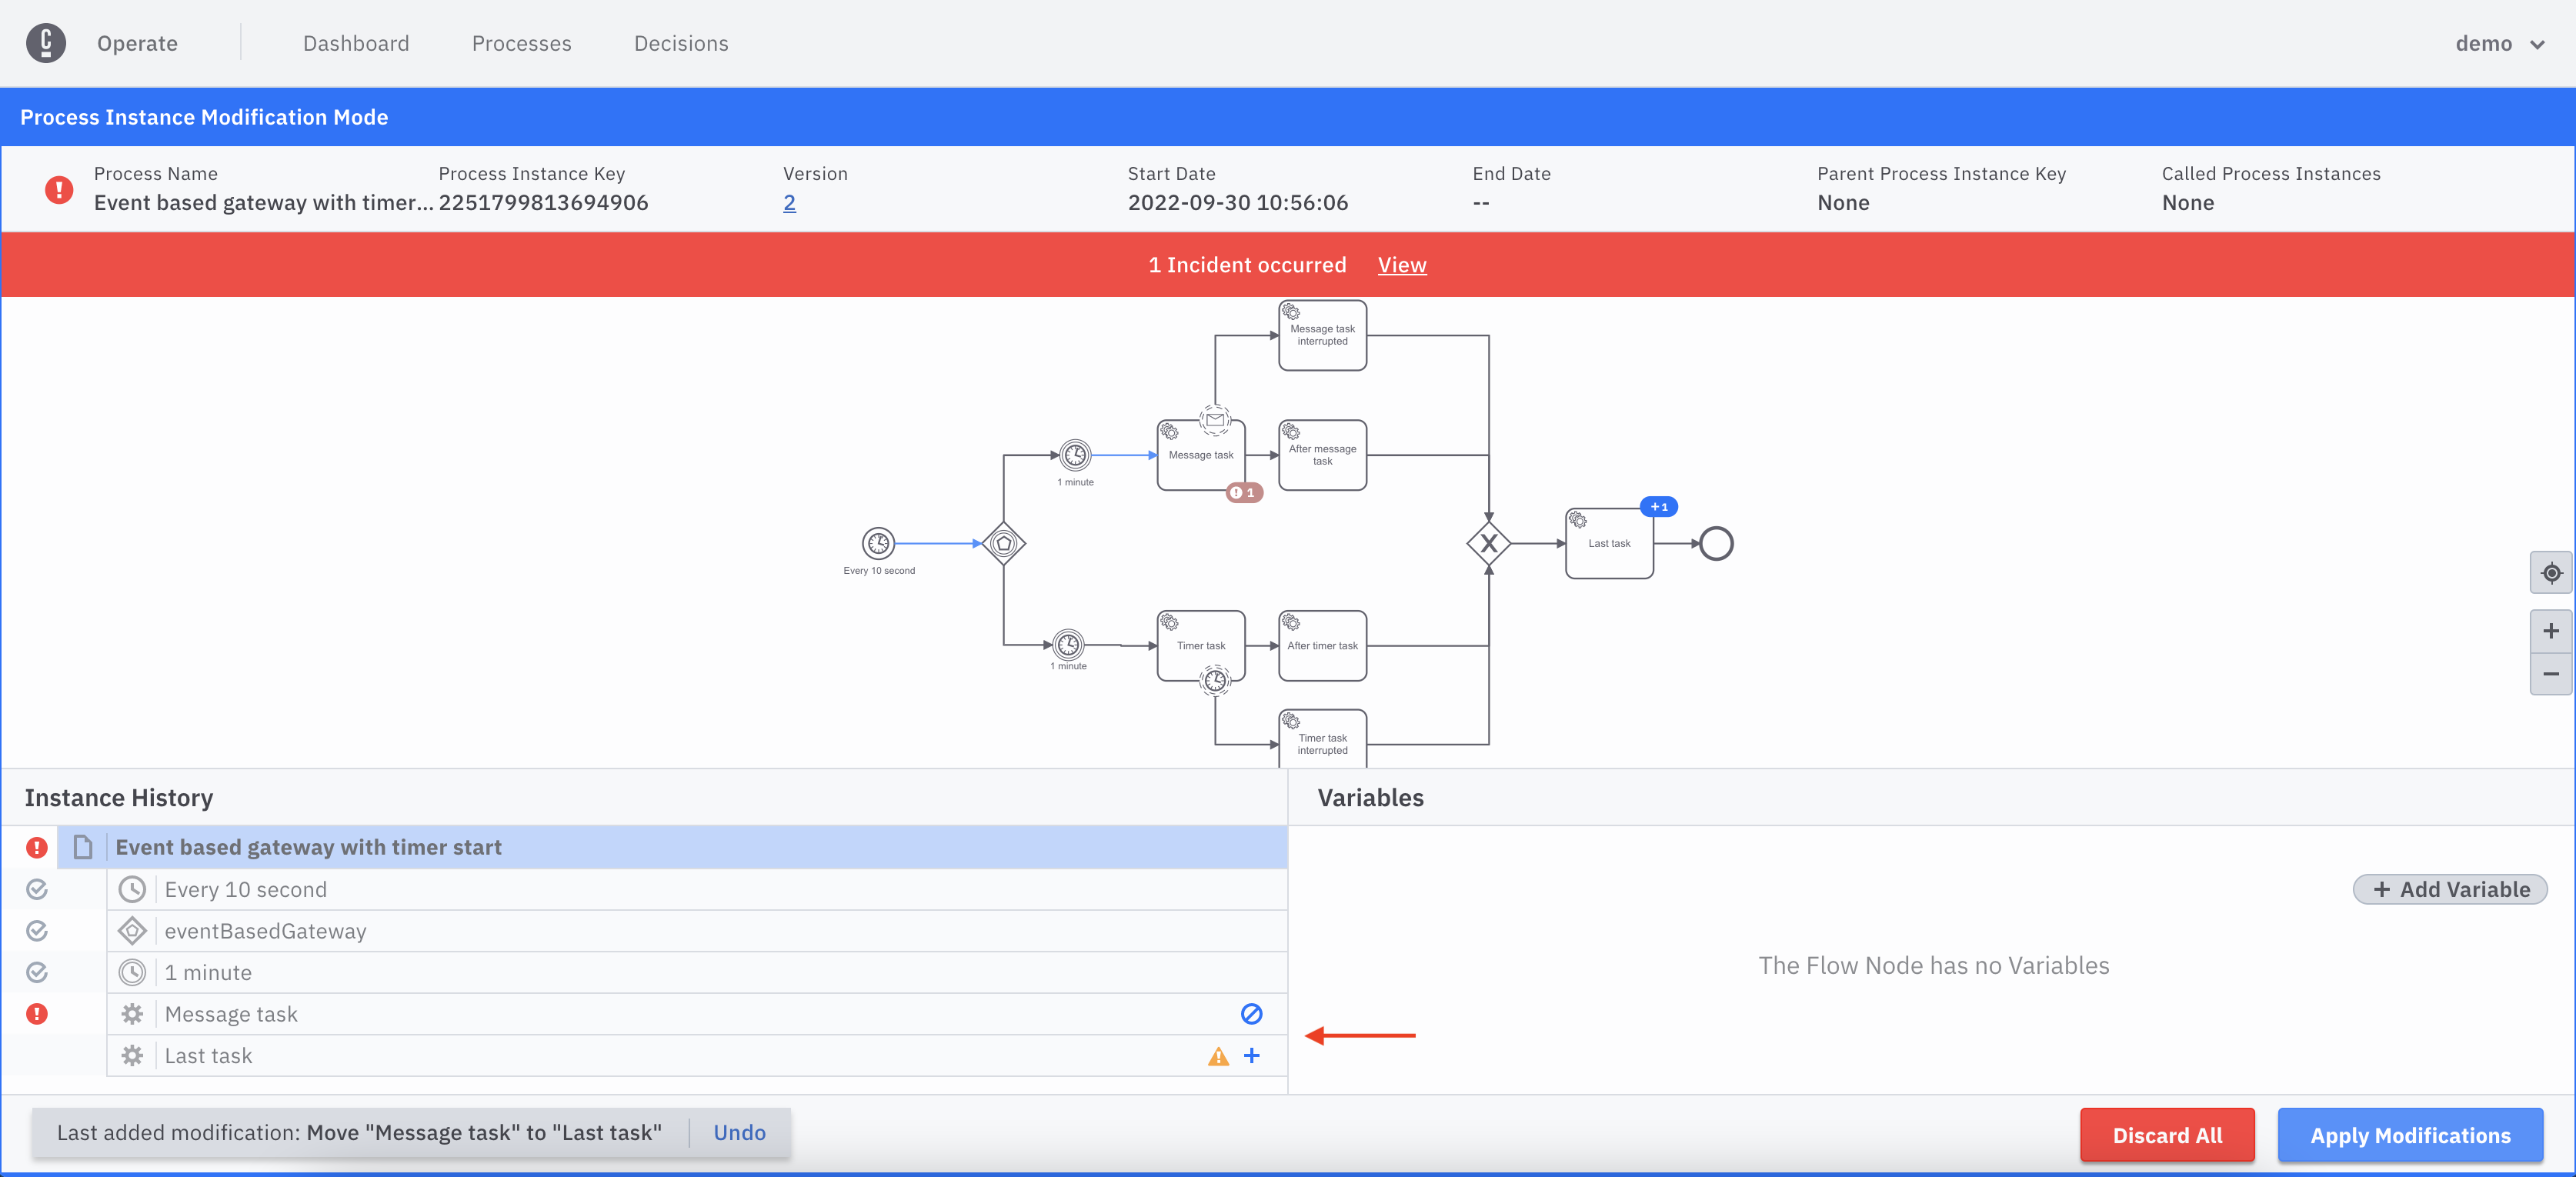 Operate
Dashboard
Processes
Decisions
demo
Process Instance Modification Mode
Process Name
Event based gateway with timer...
Process Instance Key
2251799813694906
Version
2
Start Date
2022-09-30 10:56:06
End Date
--
Parent Process Instance Key
None
Called Process Instances
None
1 Incident occurred View
Message task
interrupted
Message task
1
After message
task
1 minute
Every 10 second
+1
Last task
Timer task
After timer task
1 minute
Timer task
interrupted
Instance History
Event based gateway with timer start
Every 10 second
eventBasedGateway
1 minute
Message task
Last task
Variables
+ Add Variable
The Flow Node has no Variables
Last added modification: Move "Message task" to "Last task"
Undo
Discard All
Apply Modifications